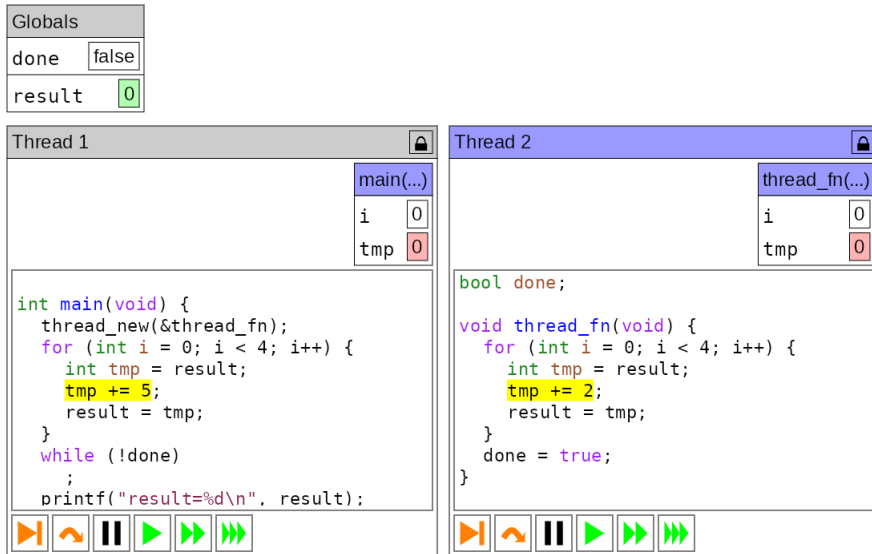 Globals
done false
result 0
Thread 1
main(...)
i 0
tmp 0
int main(void) {
thread_new(&thread_fn);
for (int i = 0; i < 4; i++) {
int tmp = result;
tmp += 5;
result = tmp;
}
while (!done)
;
printf("result=%d\n", result);
Thread 2
thread_fn(...)
i 0
tmp 0
bool done;
void thread_fn(void) {
for (int i = 0; i < 4; i++) {
int tmp = result;
tmp += 2;
result = tmp;
}
done = true;
}